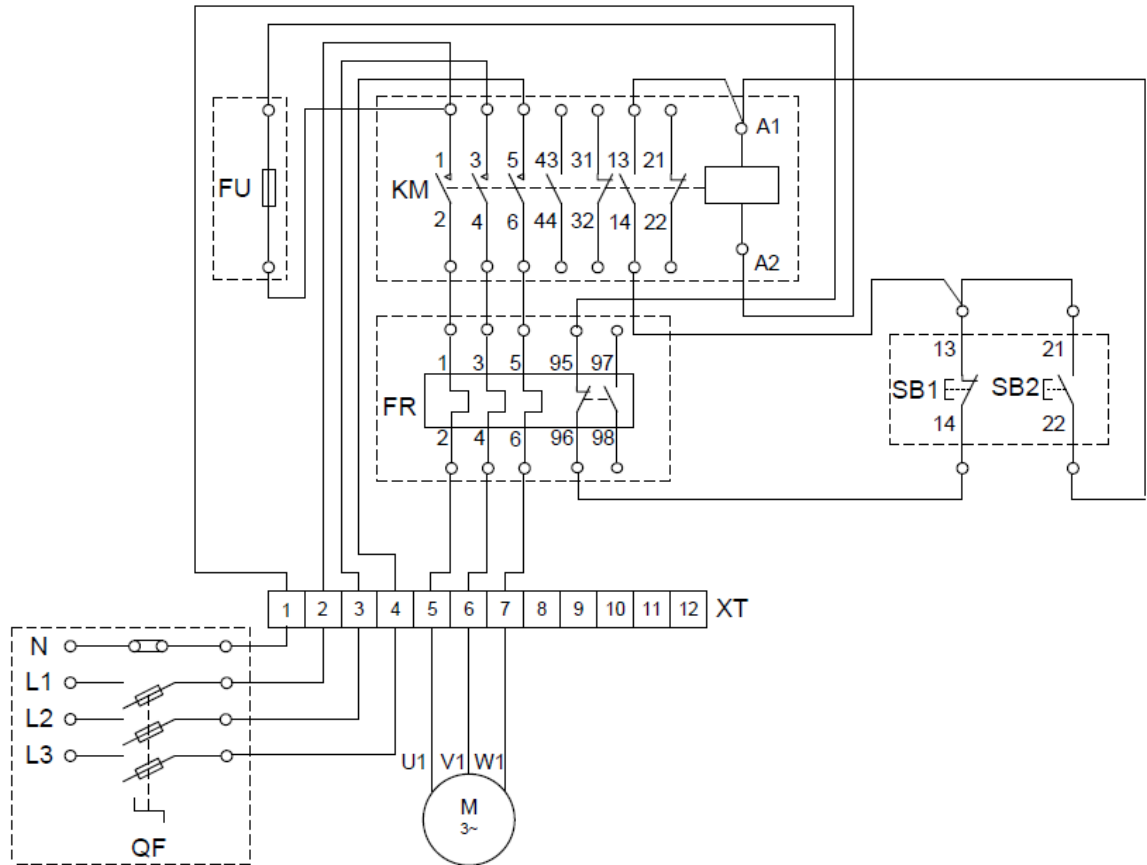 A1
1 3 5 43 31 13 21
FU
KM
2 4 6 44 32 14 22
A2
13 21
1 3 5 95 97
SB1 SB2
FR
14 22
2 4 6 96 98
1 2 3 4 5 6 7 8 9 10 11 12 XT
N
L1
L2
L3
U1 V1 W1
M
3~
QF